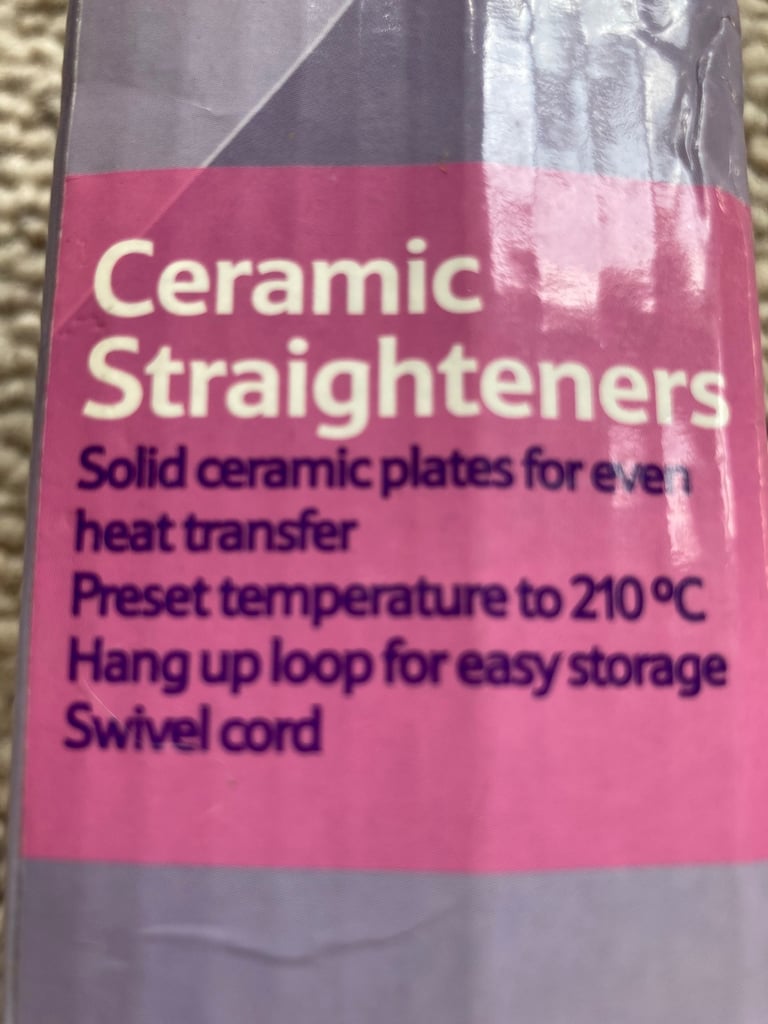 Ceramic
Straighteners
Solid ceramic plates for even
heat transfer
Preset temperature to 210 ºC
Hang up loop for easy storage
Swivel cord